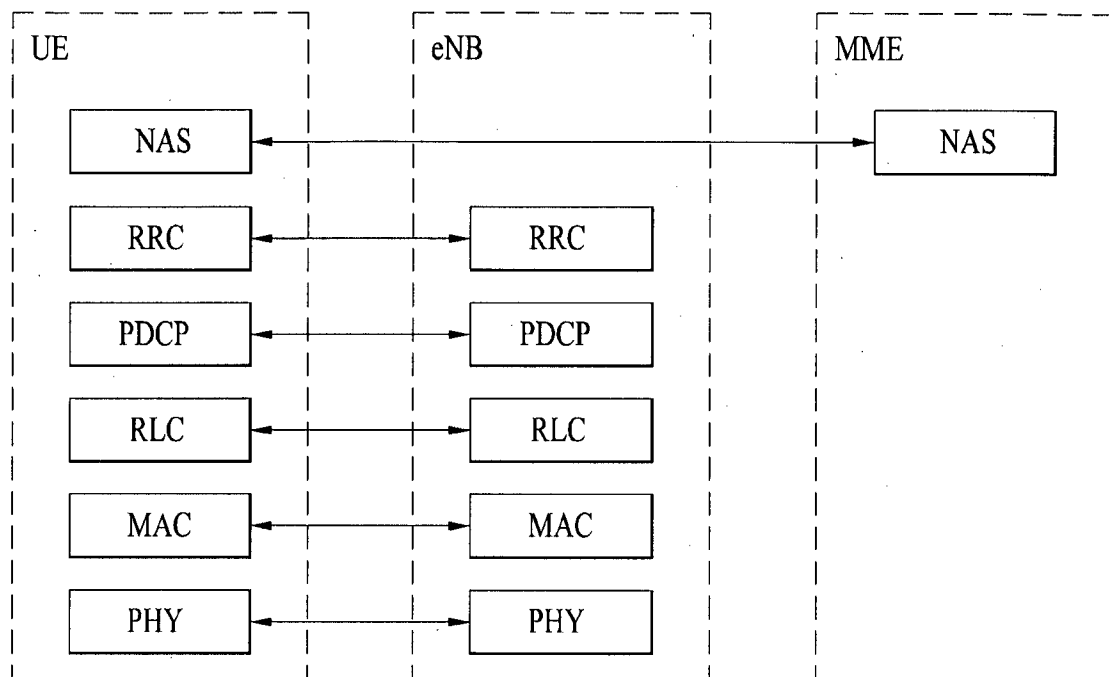 UE eNB MME
NAS NAS
RRC RRC
PDCP PDCP
RLC RLC
MAC MAC
PHY PHY